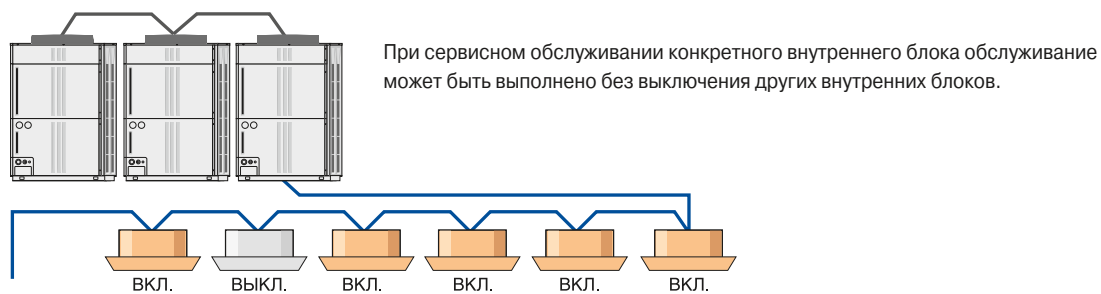 При сервисном обслуживании конкретного внутреннего блока обслуживание
может быть выполнено без выключения других внутренних блоков.
ВКЛ. ВЫКЛ. ВКЛ. ВКЛ. ВКЛ. ВКЛ.